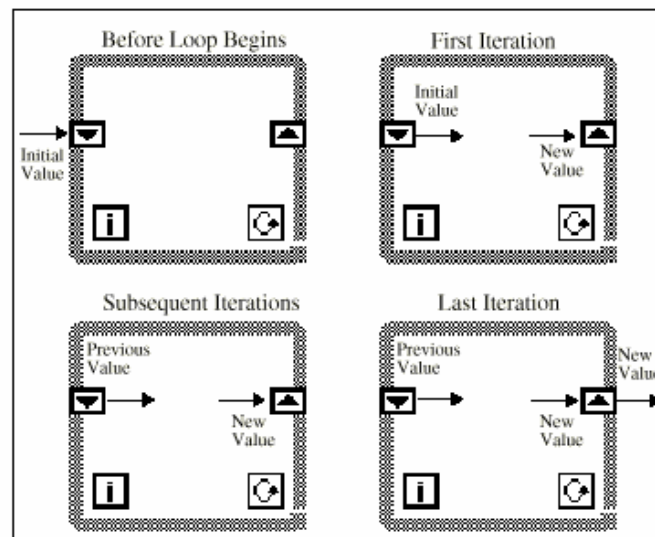 Before Loop Begins
Initial
Value
i
First Iteration
Initial
Value
New
Value
i
Subsequent Iterations
Previous
Value
New
Value
i
Last Iteration
Previous
Value
New
Value
New
Value
i